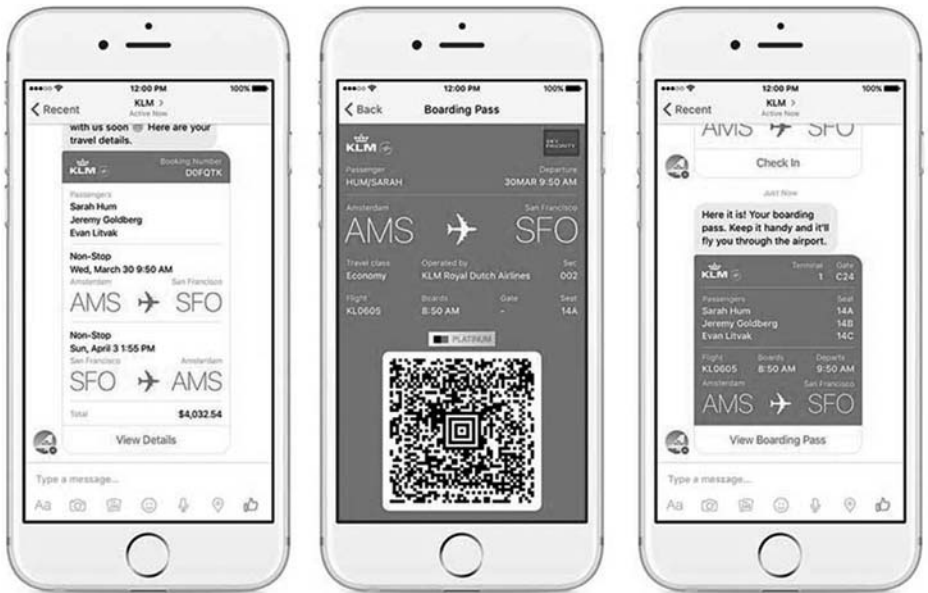 12:00 PM
100%
Recent
KLM >
Active Now
with us soon 😊 Here are your
travel details.
KLM
Booking Number
D0FQTK
Passengers
Sarah Hum
Jeremy Goldberg
Evan Litvak
Non-Stop
Wed, March 30 9:50 AM
Amsterdam San Francisco
AMS SFO
Non-Stop
Sun, April 3 1:55 PM
San Francisco Amsterdam
SFO AMS
Total $4,032.54
View Details
Type a message...
Aa
12:00 PM
100%
Back Boarding Pass
KLM
SKY
PRIORITY
Passenger Departure
HUM/SARAH 30MAR 9:50 AM
Amsterdam San Francisco
AMS SFO
Travel class Operated by Sec
Economy KLM Royal Dutch Airlines 002
Flight Boards Gate Seat
KL0605 8:50 AM - 14A
PLATINUM
12:00 PM
100%
Recent
KLM >
Active Now
AMS SFO
Check In
Just Now
Here it is! Your boarding
pass. Keep it handy and it'll
fly you through the airport.
KLM
Terminal Gate
1 C24
Passengers Seat
Sarah Hum 14A
Jeremy Goldberg 14B
Evan Litvak 14C
Flight Boards Departs
KL0605 8:50 AM 9:50 AM
Amsterdam San Francisco
AMS SFO
View Boarding Pass
Type a message...
Aa